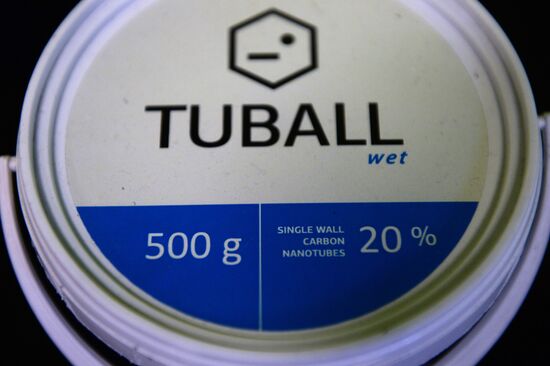 TUBALL
wet
500 g
SINGLE WALL
CARBON
NANOTUBES
20 %